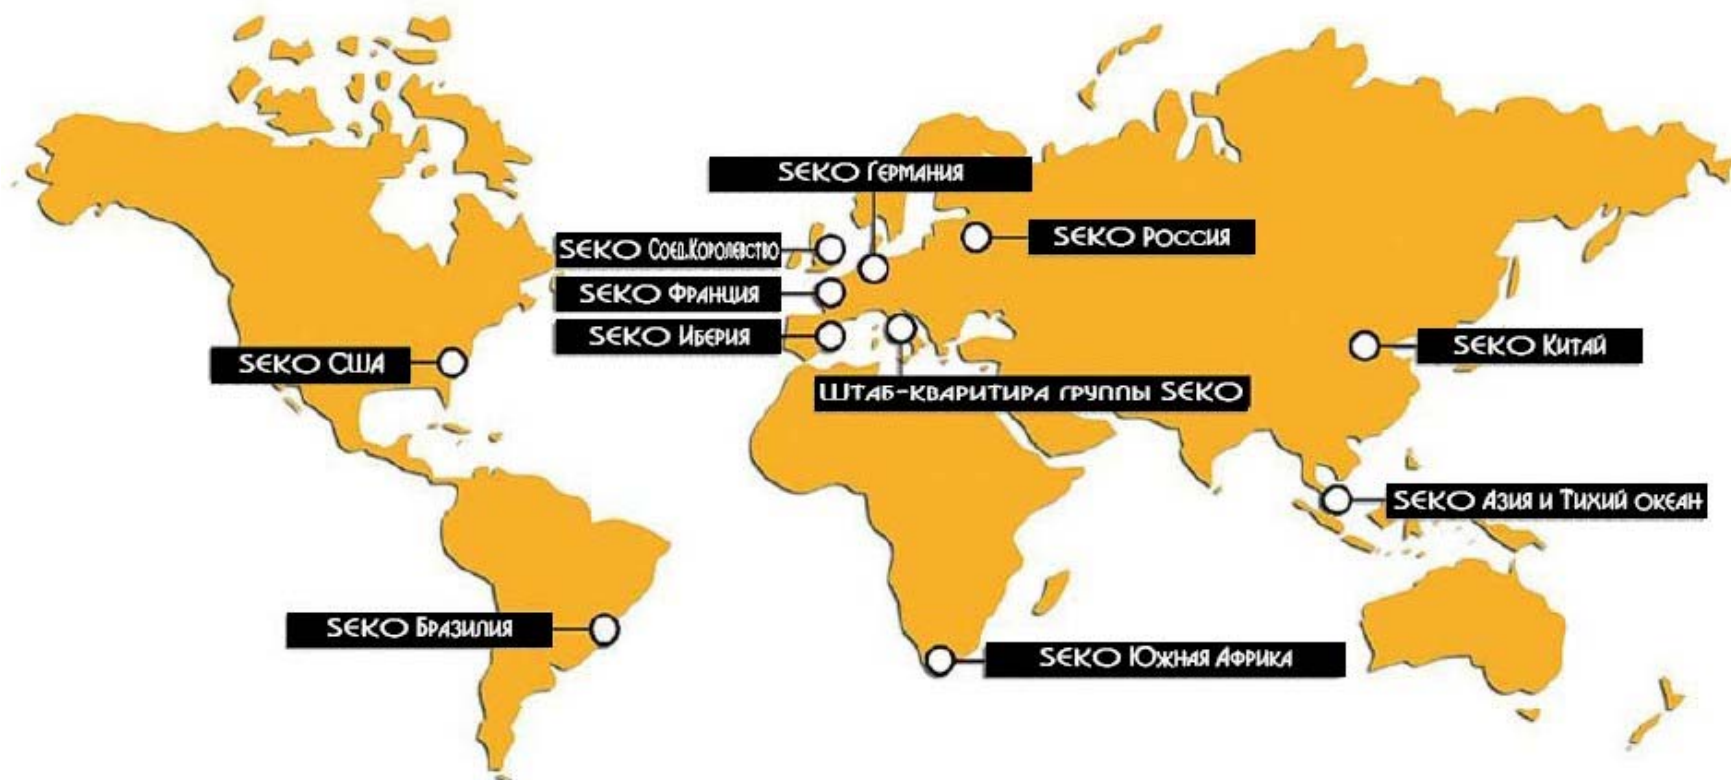 SEKO Германия
SEKO Соед.Королевство
SEKO Россия
SEKO Франция
SEKO Иберия
SEKO США
SEKO Китай
Штаб-кваритира группы SEKO
SEKO Азия и Тихий океан
SEKO Бразилия
SEKO Южная Африка